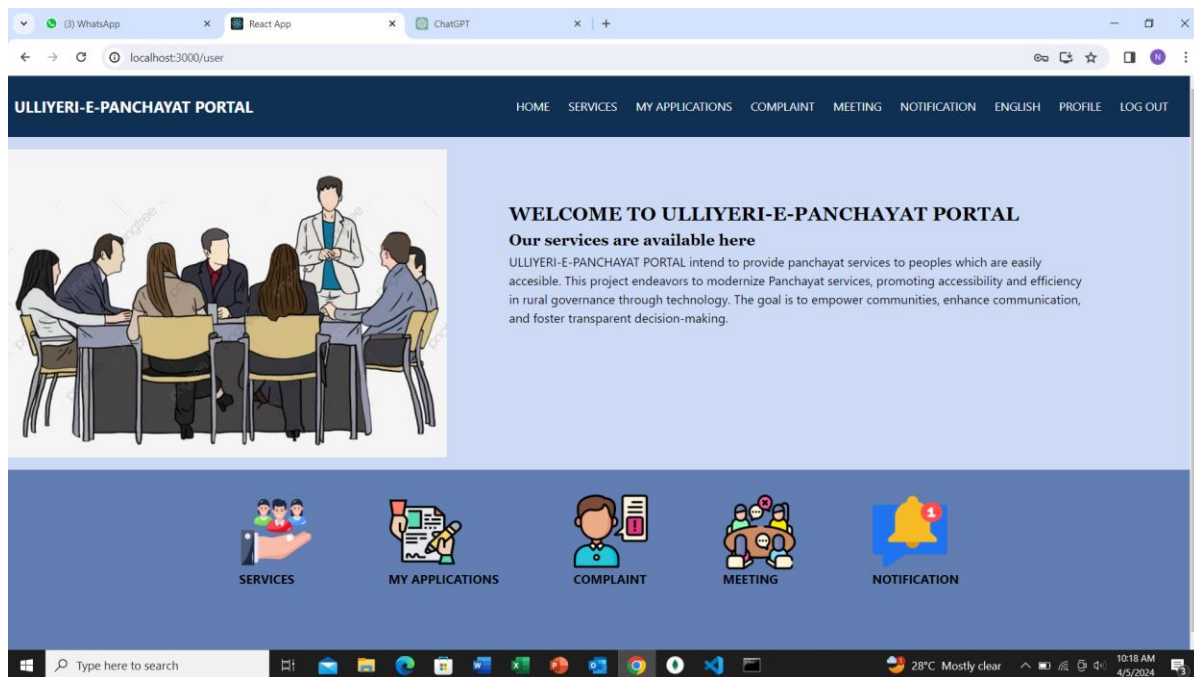 (3) WhatsApp
React App
ChatGPT
localhost:3000/user
N
ULLIYERI-E-PANCHAYAT PORTAL
HOME SERVICES MY APPLICATIONS COMPLAINT MEETING NOTIFICATION ENGLISH PROFILE LOG OUT
pngtree
WELCOME TO ULLIYERI-E-PANCHAYAT PORTAL
Our services are available here
ULLIYERI-E-PANCHAYAT PORTAL intend to provide panchayat services to peoples which are easily
accesible. This project endeavors to modernize Panchayat services, promoting accessibility and efficiency
in rural governance through technology. The goal is to empower communities, enhance communication,
and foster transparent decision-making.
1
SERVICES MY APPLICATIONS COMPLAINT MEETING NOTIFICATION
Type here to search
28°C Mostly clear
10:18 AM
4/5/2024
3